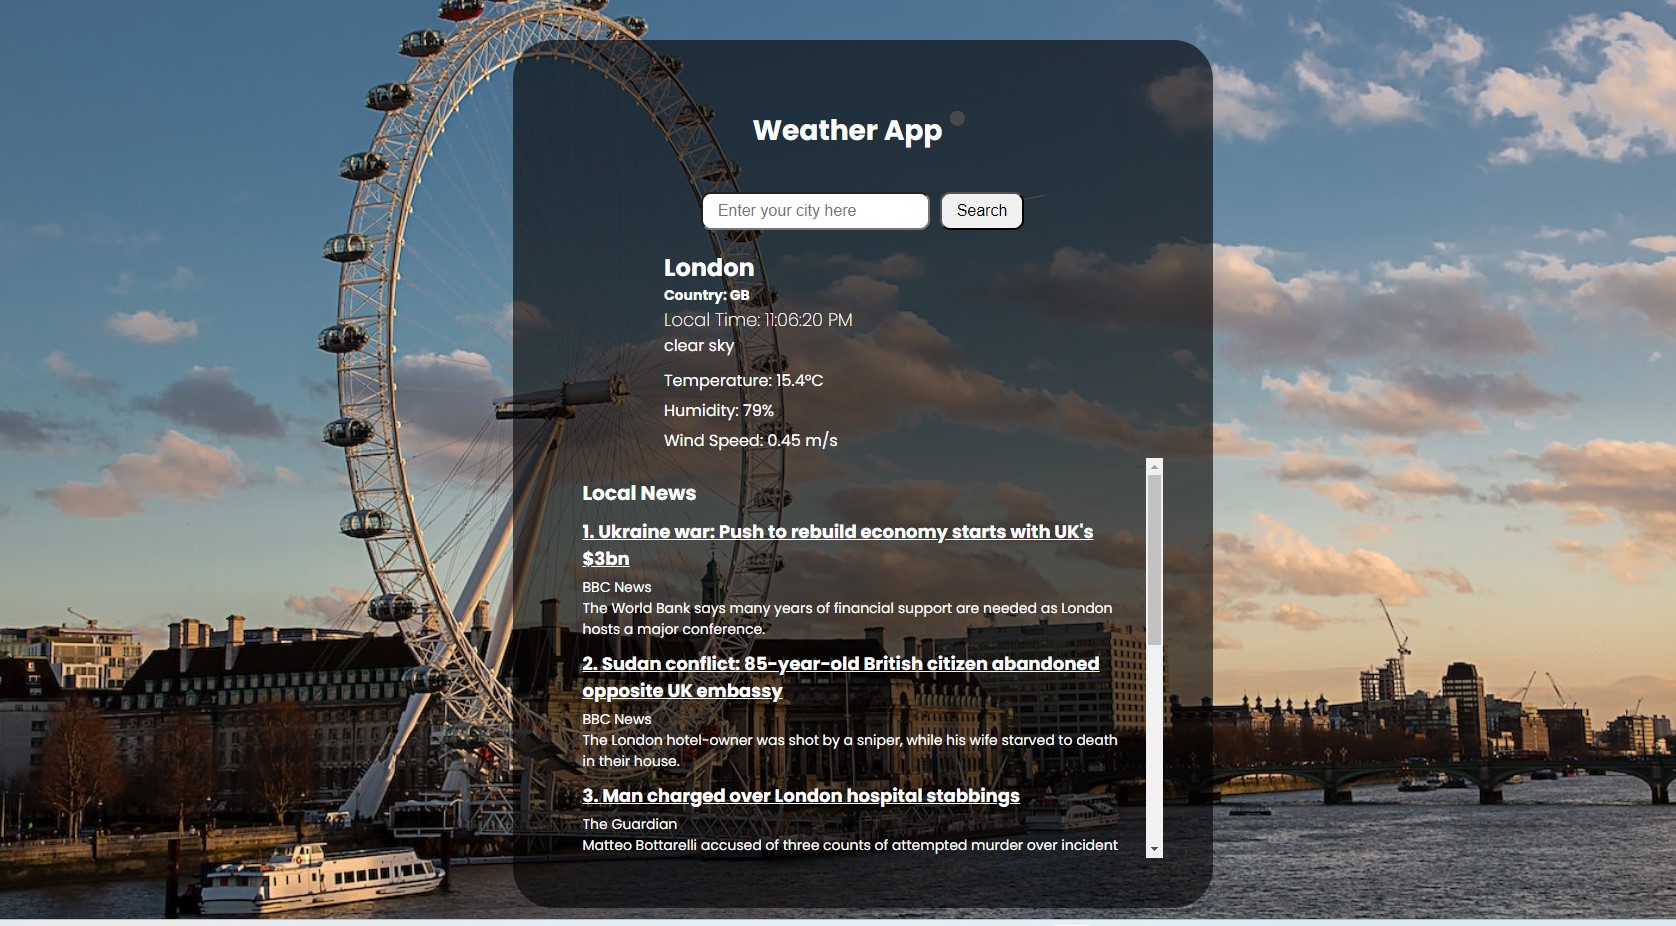 Weather App
Enter your city here
Search
London
Country: GB
Local Time: 11:06:20 PM
clear sky
Temperature: 15.4°C
Humidity: 79%
Wind Speed: 0.45 m/s
Local News
1. Ukraine war: Push to rebuild economy starts with UK's
$3bn
BBC News
The World Bank says many years of financial support are needed as London
hosts a major conference.
2. Sudan conflict: 85-year-old British citizen abandoned
opposite UK embassy
BBC News
The London hotel-owner was shot by a sniper, while his wife starved to death
in their house.
3. Man charged over London hospital stabbings
The Guardian
Matteo Bottarelli accused of three counts of attempted murder over incident